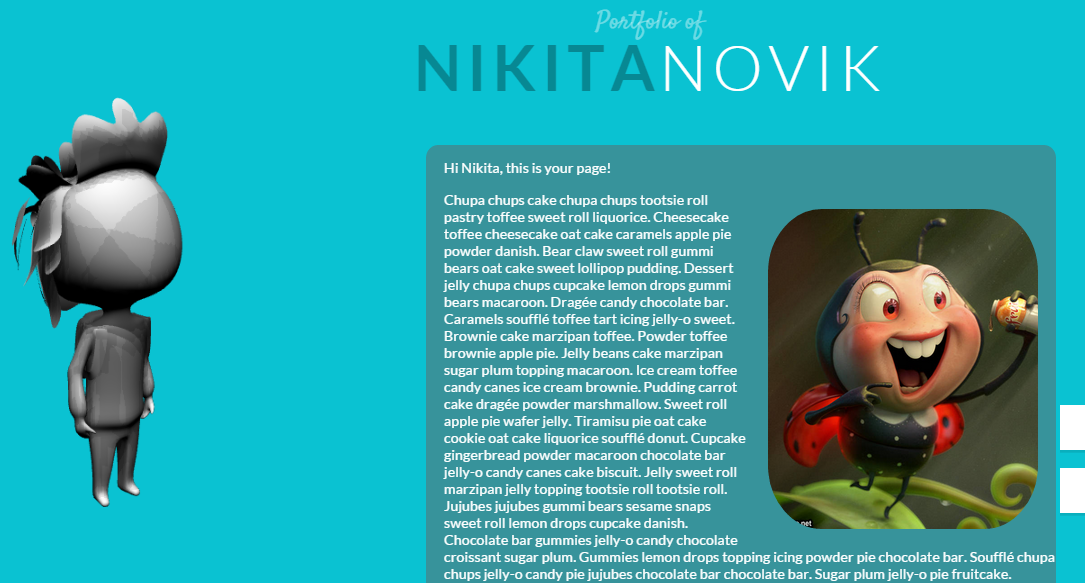 Portfolio of
NIKITANOVIK
Hi Nikita, this is your page!
Chupa chups cake chupa chups tootsie roll
pastry toffee sweet roll liquorice. Cheesecake
toffee cheesecake oat cake caramels apple pie
powder danish. Bear claw sweet roll gummi
bears oat cake sweet lollipop pudding. Dessert
jelly chupa chups cupcake lemon drops gummi
bears macaroon. Dragée candy chocolate bar.
Caramels soufflé toffee tart icing jelly-o sweet.
Brownie cake marzipan toffee. Powder toffee
brownie apple pie. Jelly beans cake marzipan
sugar plum topping macaroon. Ice cream toffee
candy canes ice cream brownie. Pudding carrot
cake dragée powder marshmallow. Sweet roll
apple pie wafer jelly. Tiramisu pie oat cake
cookie oat cake liquorice soufflé donut. Cupcake
gingerbread powder macaroon chocolate bar
jelly-o candy canes cake biscuit. Jelly sweet roll
marzipan jelly topping tootsie roll tootsie roll.
Jujubes jujubes gummi bears sesame snaps
sweet roll lemon drops cupcake danish.
Chocolate bar gummies jelly-o candy chocolate
croissant sugar plum. Gummies lemon drops topping icing powder pie chocolate bar. Soufflé chupa
chups jelly-o candy pie jujubes chocolate bar chocolate bar. Sugar plum jelly-o pie fruitcake.